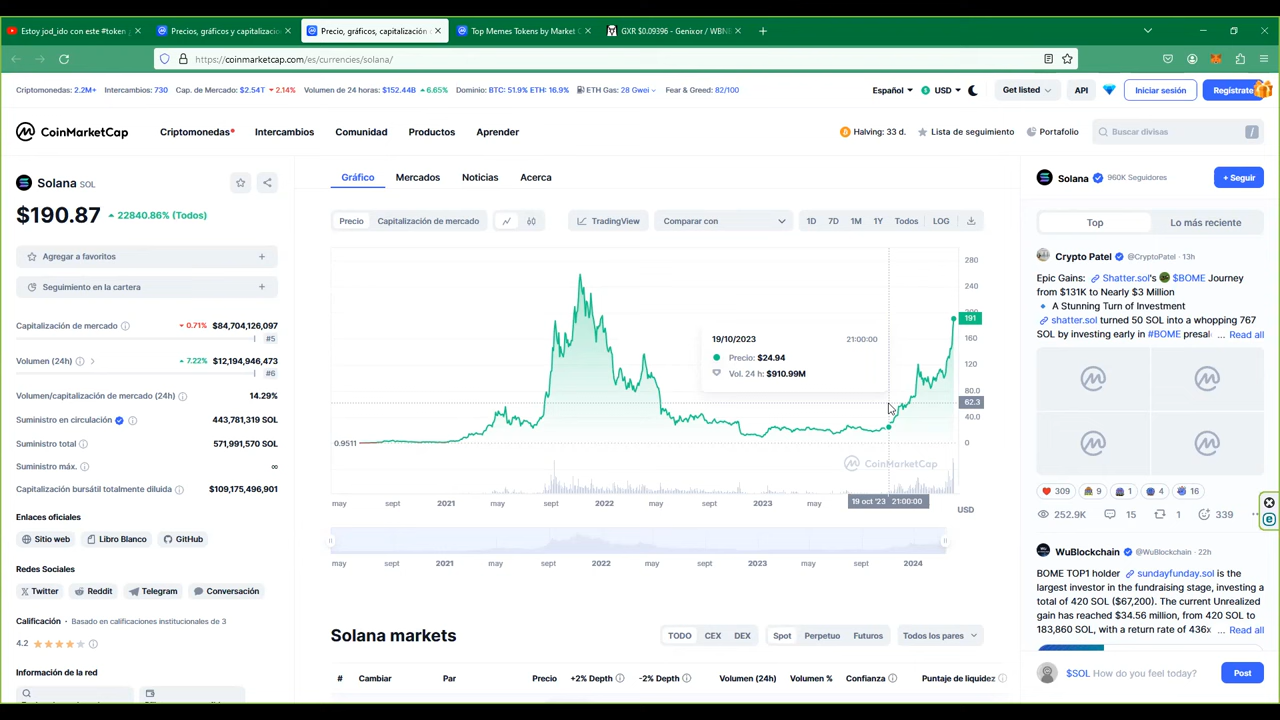 Estoy jod_ido con este #token
Precios, gráficos y capitalizacio
Precio, gráficos, capitalización
Top Memes Tokens by Market C
GXR $0.09396 - Genixor / WBN
https://coinmarketcap.com/es/currencies/solana/
Criptomonedas: 2.2M+ Intercambios: 730 Cap. de Mercado: $2.54T 2.14% Volumen de 24 horas: $152.44B 6.65% Dominio: BTC: 51.9% ETH: 16.9% ETH Gas: 28 Gwei Fear & Greed: 82/100
Español USD Get listed API Iniciar sesión Regístrate
CoinMarketCap Criptomonedas Intercambios Comunidad Productos Aprender
Halving: 33 d. Lista de seguimiento Portafolio Buscar divisas /
Solana SOL
$190.87 22840.86% (Todos)
Agregar a favoritos +
Seguimiento en la cartera +
Capitalización de mercado 0.71% $84,704,126,097
#5
Volumen (24h) 7.22% $12,194,946,473
#6
Volumen/capitalización de mercado (24h) 14.29%
Suministro en circulación 443,781,319 SOL
Suministro total 571,991,570 SOL
Suministro máx. ∞
Capitalización bursátil totalmente diluida $109,175,496,901
Enlaces oficiales
Sitio web Libro Blanco GitHub
Redes Sociales
Twitter Reddit Telegram Conversación
Calificación · Basado en calificaciones institucionales de 3
4.2
Información de la red
Gráfico Mercados Noticias Acerca
Precio Capitalización de mercado TradingView Comparar con 1D 7D 1M 1Y Todos LOG
280
240
191
160
120
80.0
62.3
40.0
0
19/10/2023 21:00:00
Precio: $24.94
Vol. 24 h: $910.99M
0.9511
CoinMarketCap
may sept 2021 may sept 2022 may sept 2023 may
19 oct '23 21:00:00
USD
may sept 2021 may sept 2022 may sept 2023 may sept 2024
Solana markets TODO CEX DEX Spot Perpetuo Futuros Todos los pares
# Cambiar Par Precio +2% Depth -2% Depth Volumen (24h) Volumen % Confianza Puntaje de liquidez
Solana 960K Seguidores + Seguir
Top Lo más reciente
Crypto Patel @CryptoPatel · 13h
Epic Gains: Shatter.sol's $BOME Journey
from $131K to Nearly $3 Million
A Stunning Turn of Investment
shatter.sol turned 50 SOL into a whopping 767
SOL by investing early in #BOME presal ... Read all
309 9 1 4 16
252.9K 15 1 339
WuBlockchain @WuBlockchain · 22h
BOME TOP1 holder sundayfunday.sol is the
largest investor in the fundraising stage, investing a
total of 420 SOL ($67,200). The current Unrealized
gain has reached $34.56 million, from 420 SOL to
183,860 SOL, with a return rate of 436x ... Read all
$SOL How do you feel today? Post